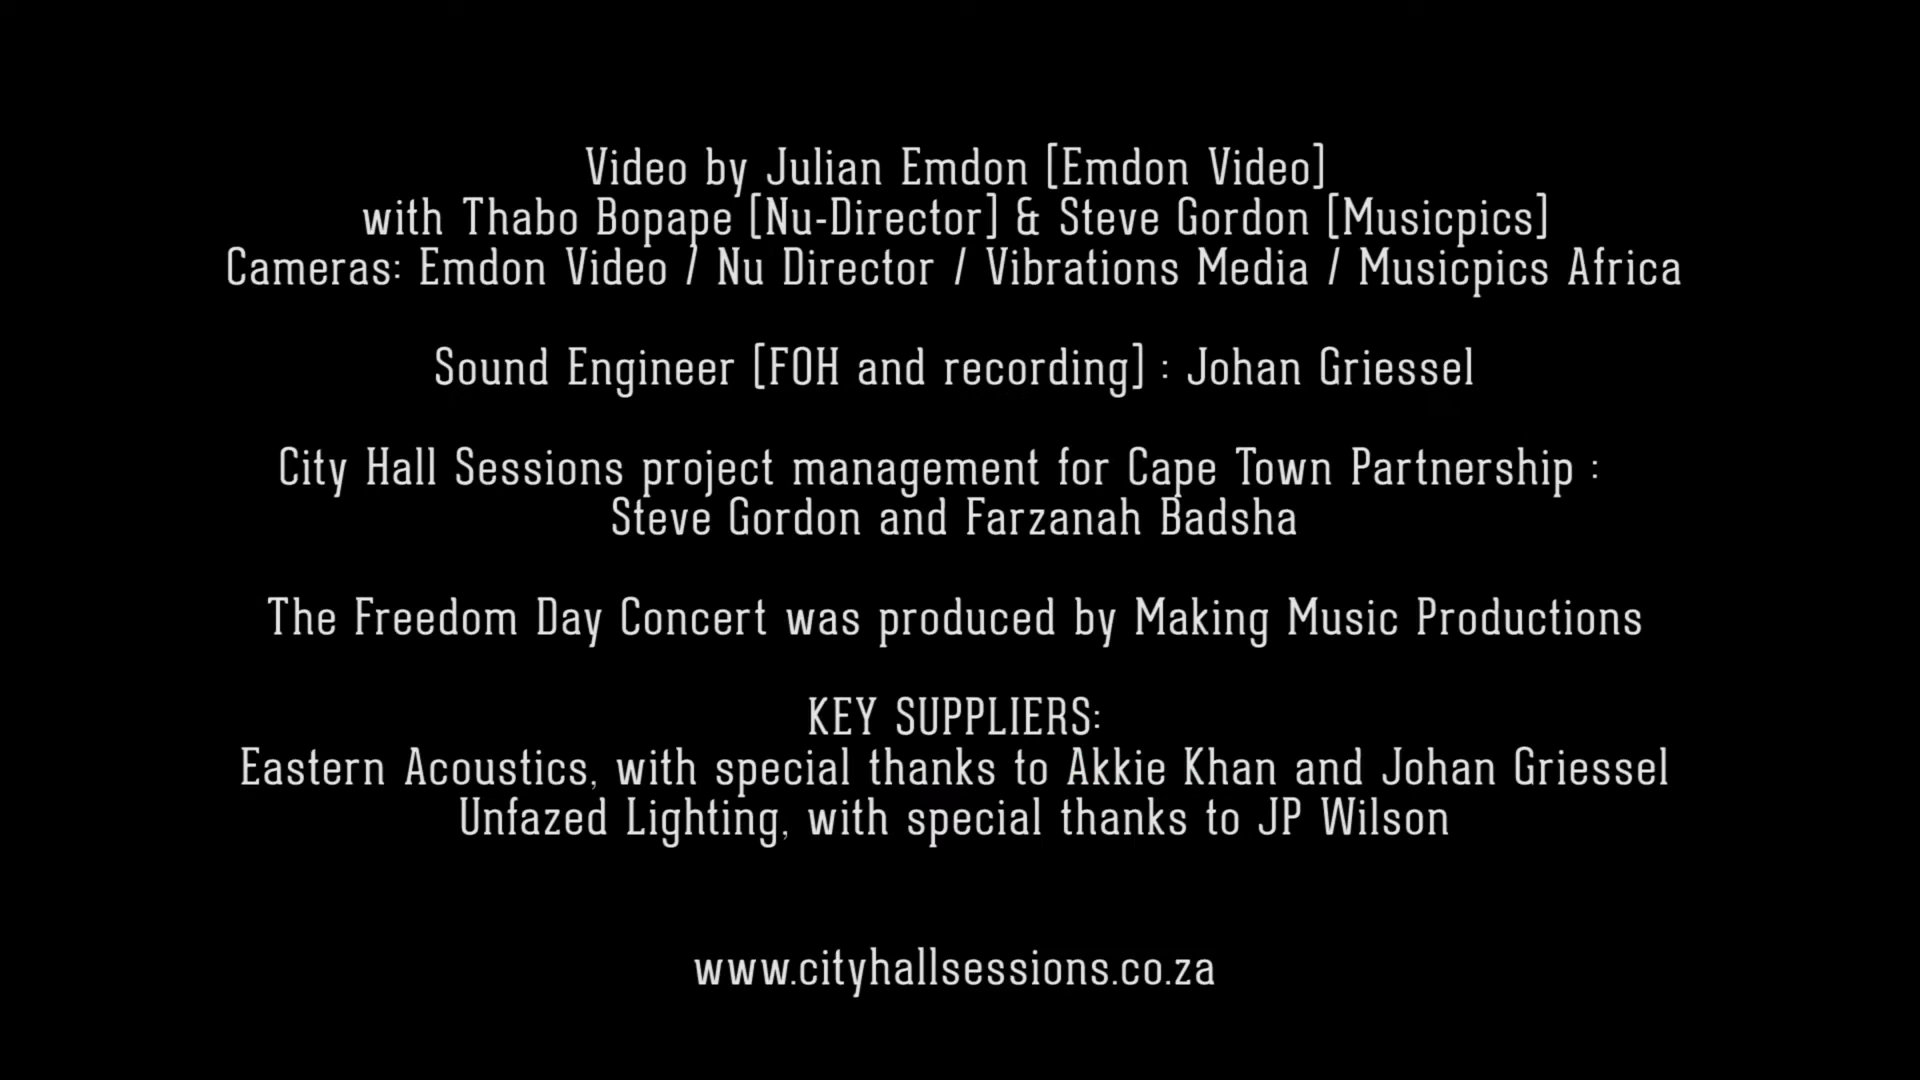 Video by Julian Emdon [Emdon Video]
with Thabo Bopape [Nu-Director] & Steve Gordon [Musicpics]
Cameras: Emdon Video / Nu Director / Vibrations Media / Musicpics Africa
Sound Engineer [FOH and recording] : Johan Griessel
City Hall Sessions project management for Cape Town Partnership :
Steve Gordon and Farzanah Badsha
The Freedom Day Concert was produced by Making Music Productions
KEY SUPPLIERS:
Eastern Acoustics, with special thanks to Akkie Khan and Johan Griessel
Unfazed Lighting, with special thanks to JP Wilson
www.cityhallsessions.co.za